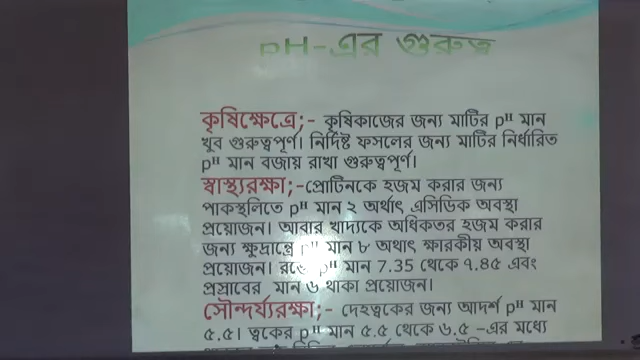 pH-এর গুরুত্ব
কৃষিক্ষেত্রে;- কৃষিকাজের জন্য মাটির pᴴ মান
খুব গুরুত্বপূর্ণ। নির্দিষ্ট ফসলের জন্য মাটির নির্ধারিত
pᴴ মান বজায় রাখা গুরুত্বপূর্ণ।
স্বাস্থ্যরক্ষা;-প্রোটিনকে হজম করার জন্য
পাকস্থলিতে pᴴ মান ২ অর্থাৎ এসিডিক অবস্থা
প্রয়োজন। আবার খাদ্যকে অধিকতর হজম করার
জন্য ক্ষুদ্রান্ত্রে pᴴ মান ৮ অথাৎ ক্ষারকীয় অবস্থা
প্রয়োজন। রক্তে pᴴ মান 7.35 থেকে ৭.৪৫ এবং
প্রস্রাবের মান ৬ থাকা প্রয়োজন।
সৌন্দর্য্যরক্ষা;- দেহত্বকের জন্য আদর্শ pᴴ মান
৫.৫। ত্বকের pᴴ মান ৫.৫ থেকে ৬.৫ –এর মধ্যে